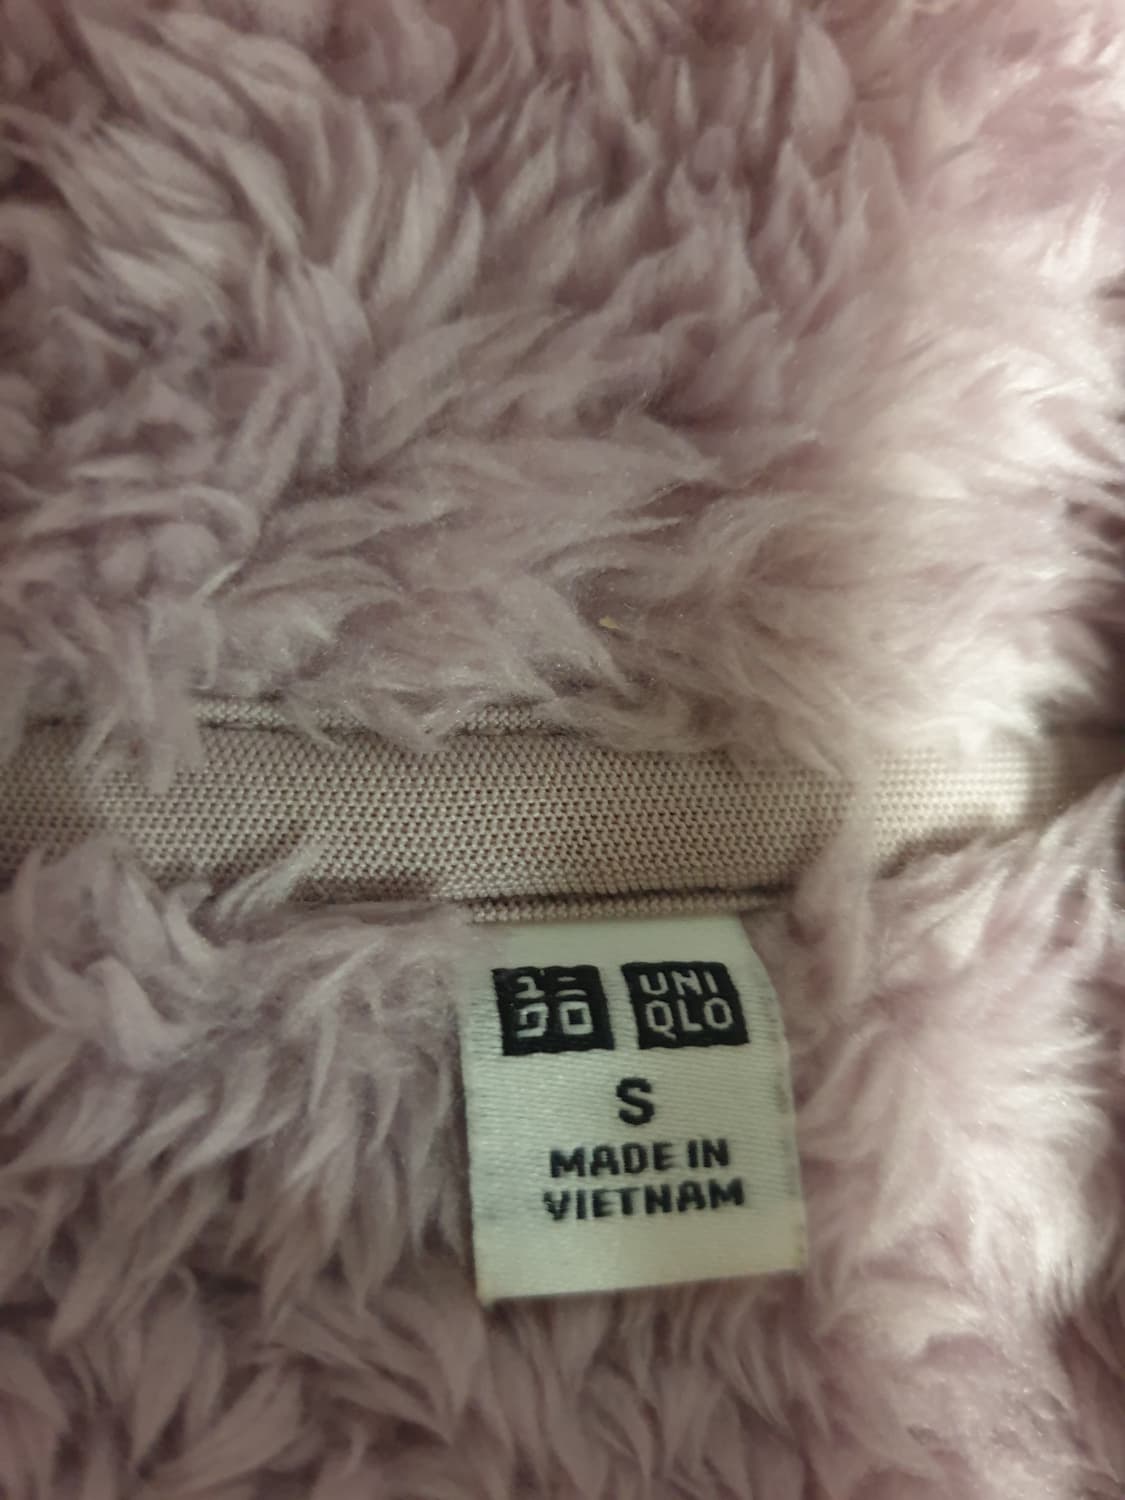 ユニ UNI
クロ QLO
S
MADE IN
VIETNAM